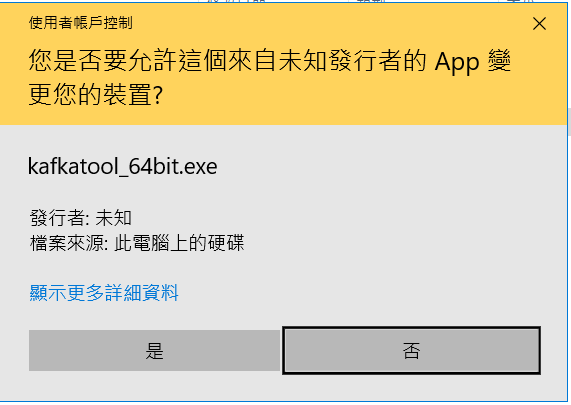 使用者帳戶控制
您是否要允許這個來自未知發行者的 App 變
更您的裝置?
kafkatool_64bit.exe
發行者: 未知
檔案來源: 此電腦上的硬碟
顯示更多詳細資料
是
否